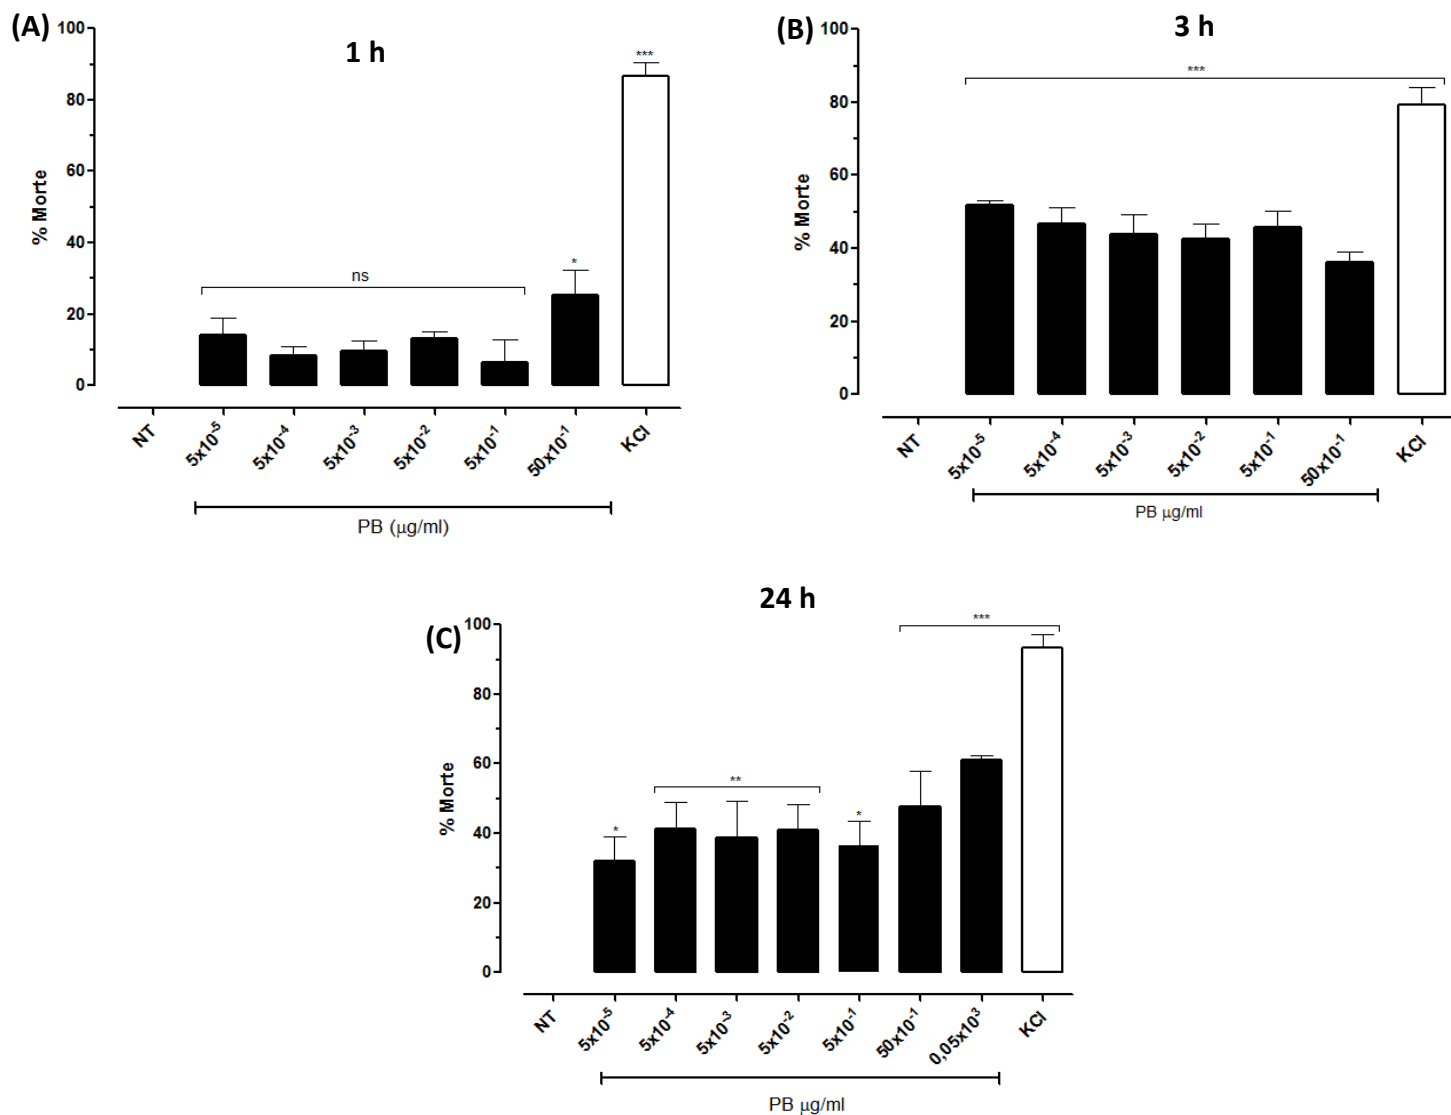 (A)
1 h
% Morte
100
80
60
40
20
0
ns
*
***
NT
5x10⁻⁵
5x10⁻⁴
5x10⁻³
5x10⁻²
5x10⁻¹
50x10⁻¹
KCl
PB (μg/ml)
(B)
3 h
% Morte
100
80
60
40
20
0
***
NT
5x10⁻⁵
5x10⁻⁴
5x10⁻³
5x10⁻²
5x10⁻¹
50x10⁻¹
KCl
PB μg/ml
(C)
24 h
% Morte
100
80
60
40
20
0
*
**
*
***
NT
5x10⁻⁵
5x10⁻⁴
5x10⁻³
5x10⁻²
5x10⁻¹
50x10⁻¹
0,05x10³
KCl
PB μg/ml